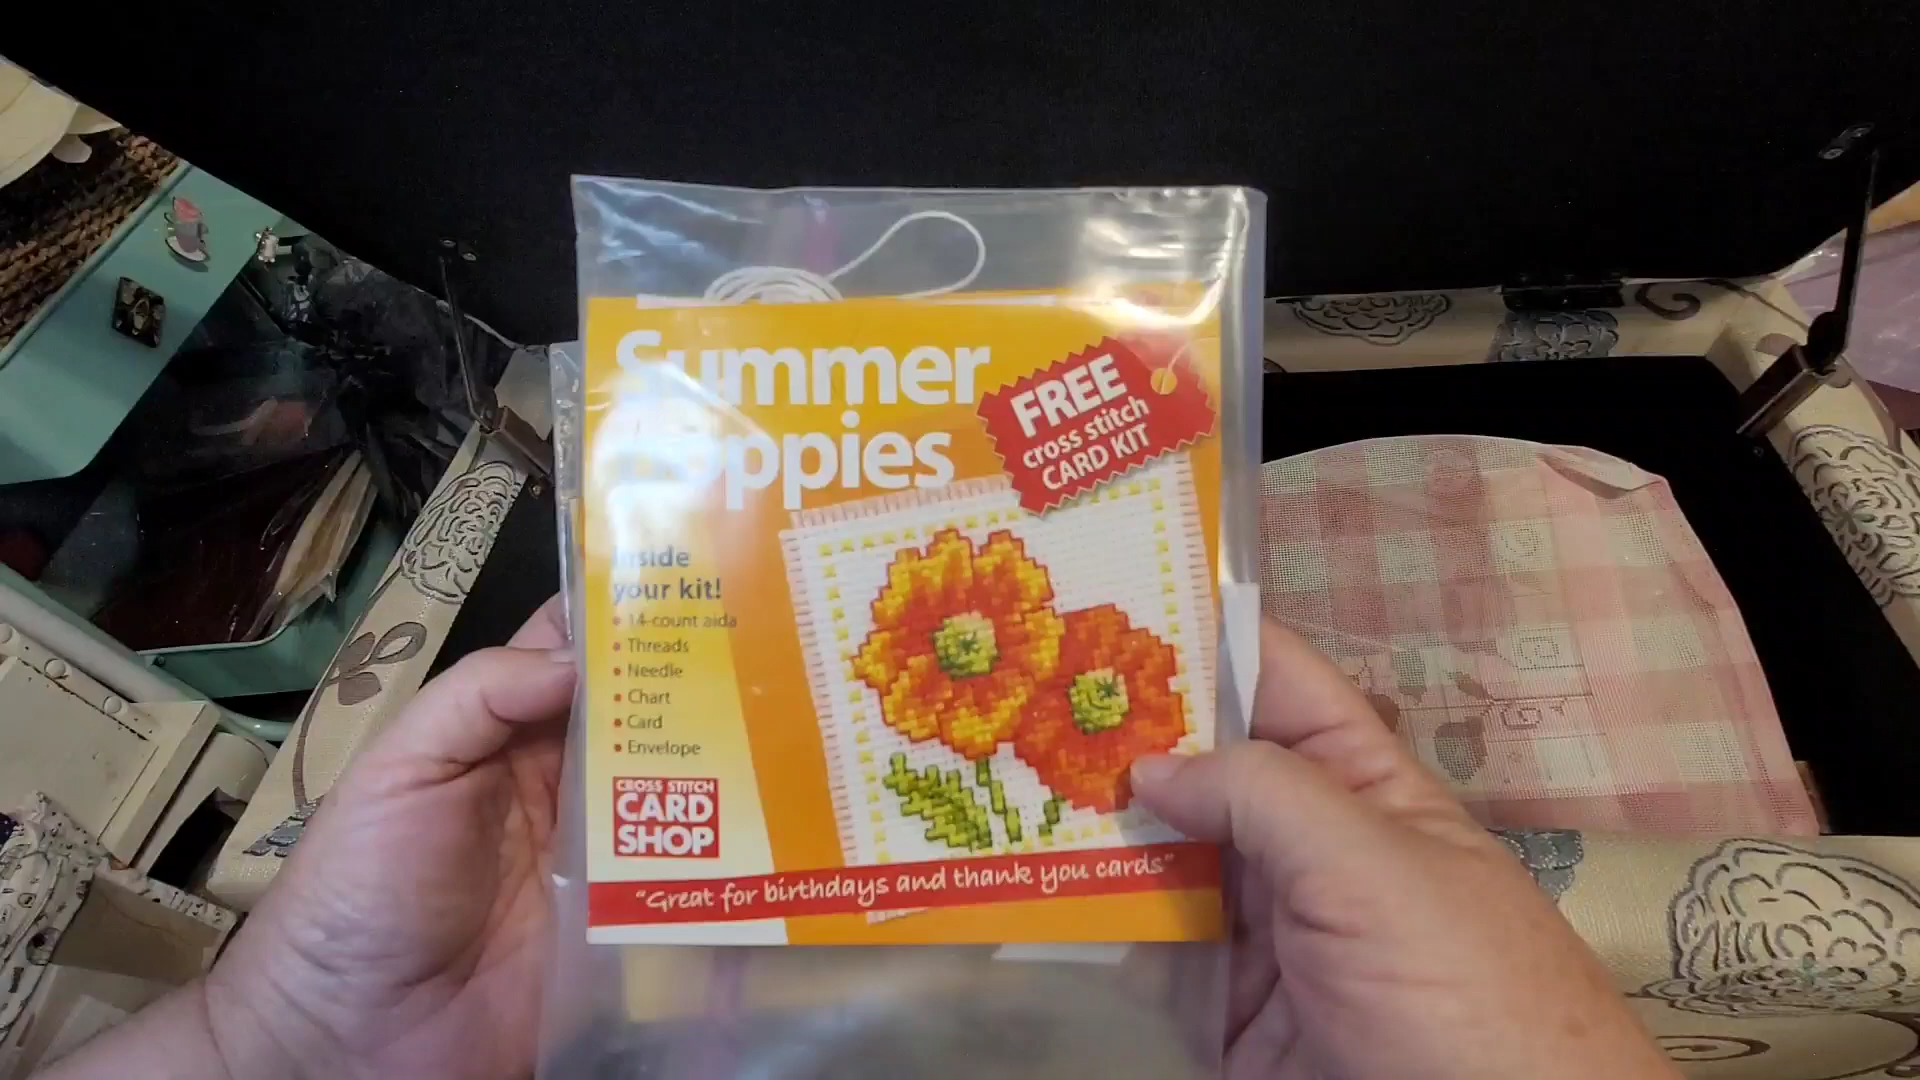 Summer
Poppies
FREE
cross stitch
CARD KIT
Inside
your kit!
• 14-count aida
• Threads
• Needle
• Chart
• Card
• Envelope
CROSS STITCH
CARD
SHOP
"Great for birthdays and thank you cards"